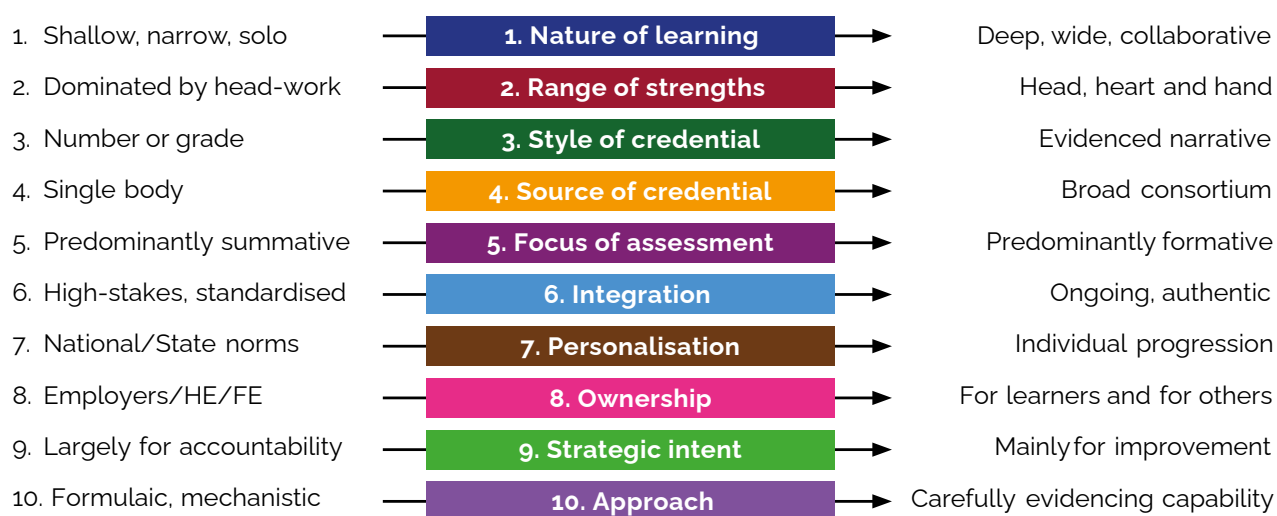 1. Shallow, narrow, solo 1. Nature of learning Deep, wide, collaborative
2. Dominated by head-work 2. Range of strengths Head, heart and hand
3. Number or grade 3. Style of credential Evidenced narrative
4. Single body 4. Source of credential Broad consortium
5. Predominantly summative 5. Focus of assessment Predominantly formative
6. High-stakes, standardised 6. Integration Ongoing, authentic
7. National/State norms 7. Personalisation Individual progression
8. Employers/HE/FE 8. Ownership For learners and for others
9. Largely for accountability 9. Strategic intent Mainly for improvement
10. Formulaic, mechanistic 10. Approach Carefully evidencing capability